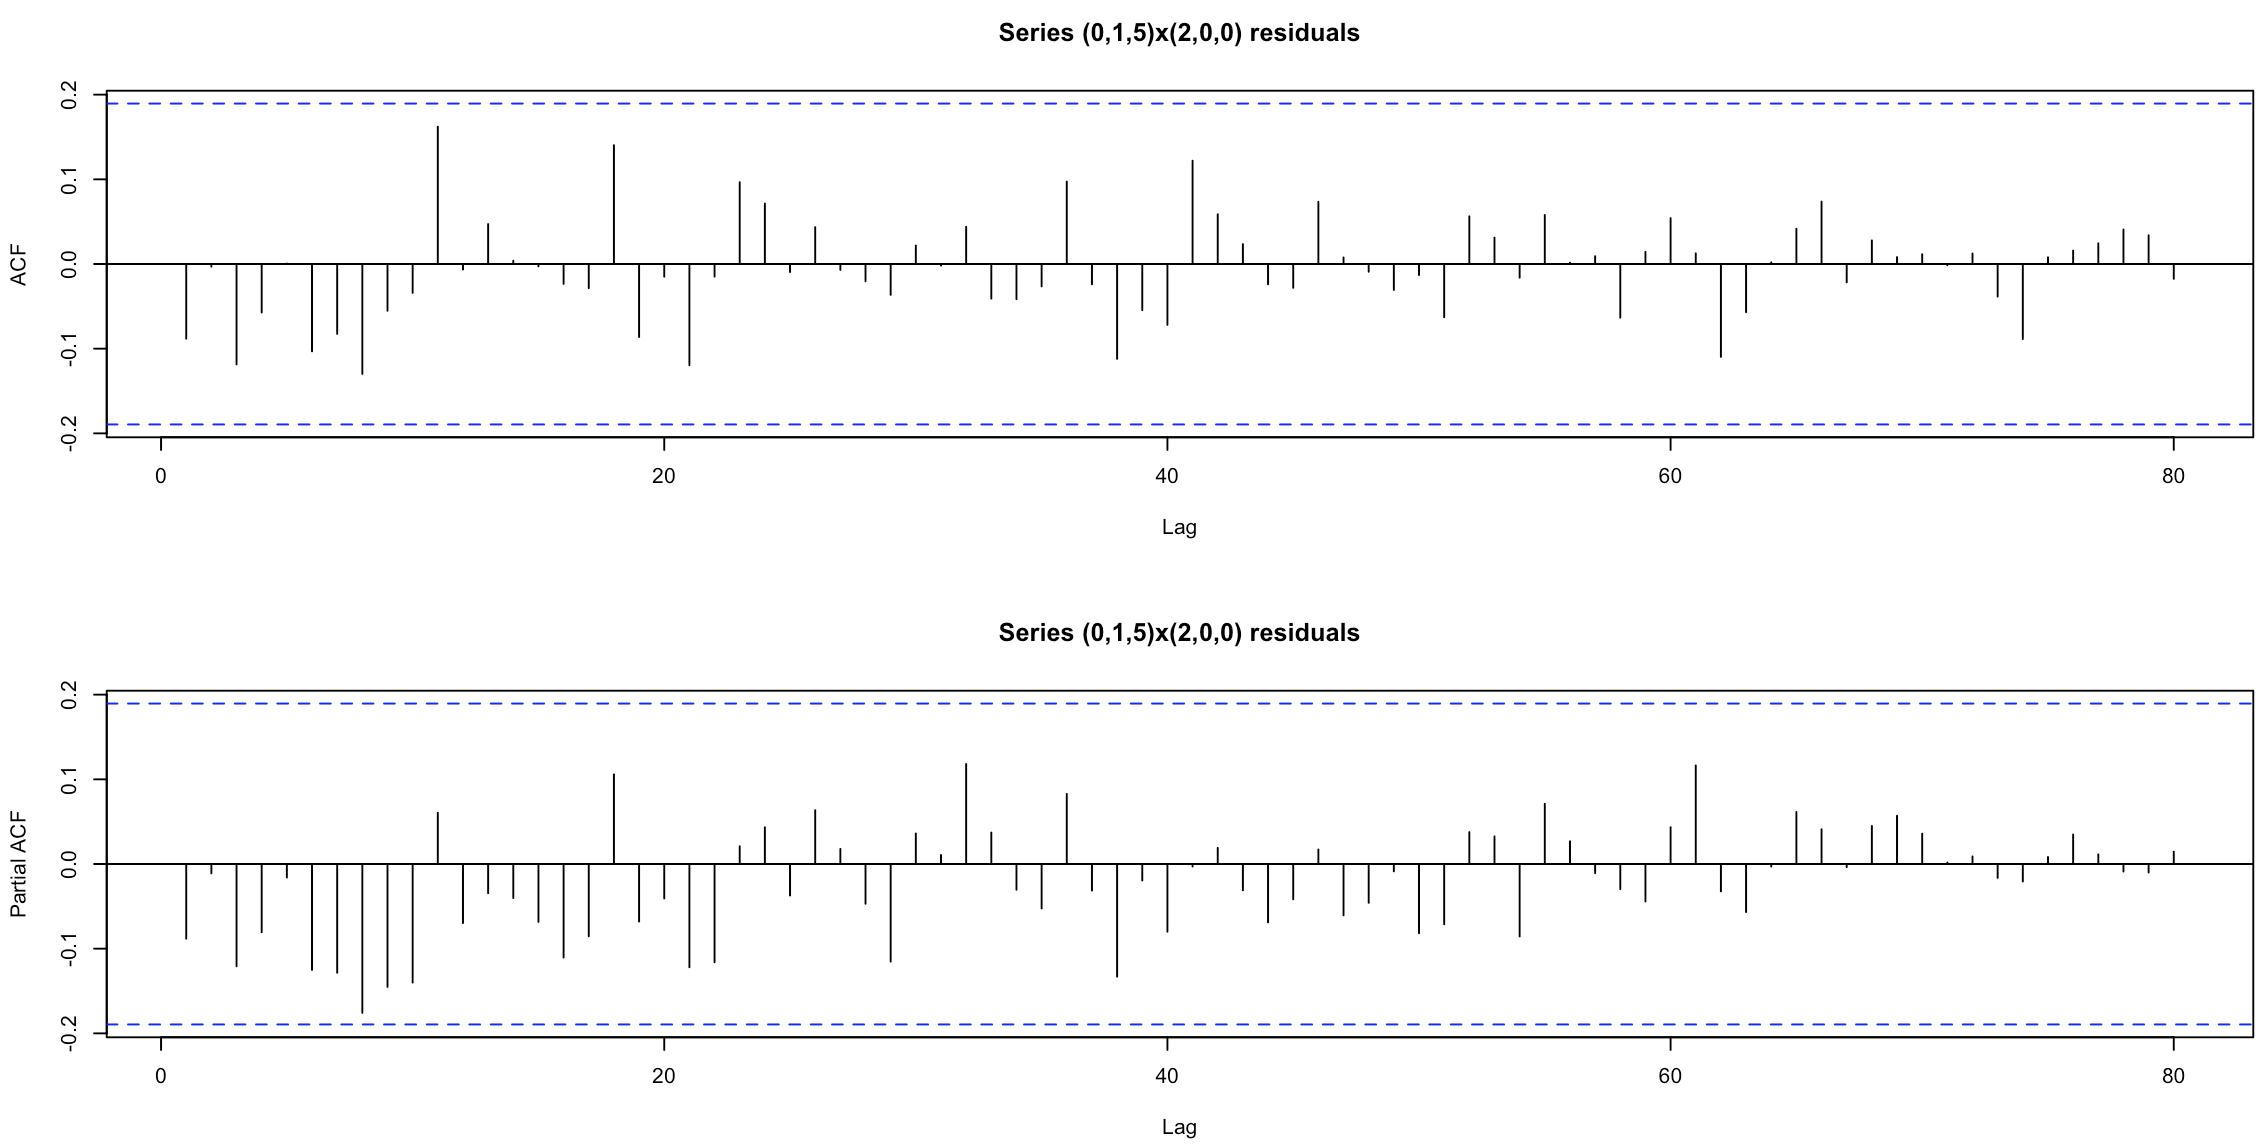 Series (0,1,5)x(2,0,0) residuals
ACF
0.2
0.1
0.0
-0.1
-0.2
0 20 40 60 80
Lag
Series (0,1,5)x(2,0,0) residuals
Partial ACF
0.2
0.1
0.0
-0.1
-0.2
0 20 40 60 80
Lag